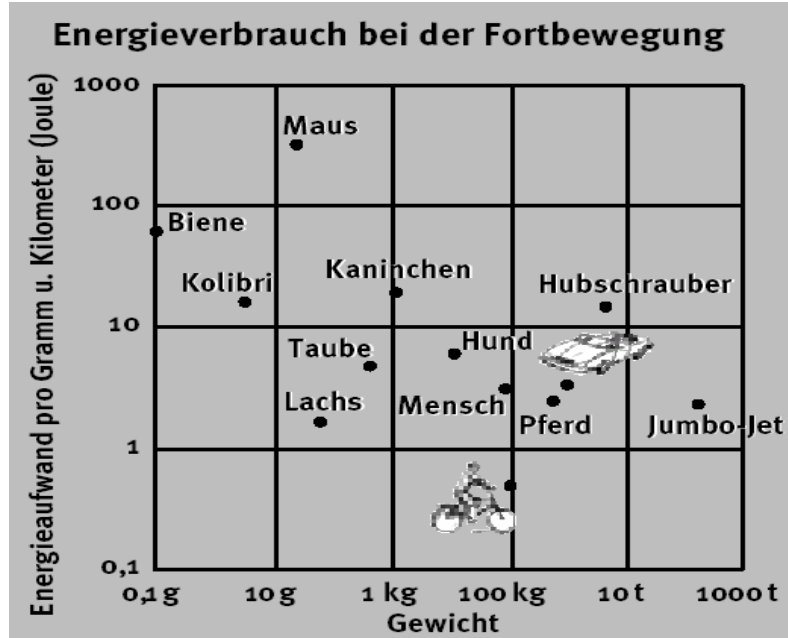 Energieverbrauch bei der Fortbewegung
Energieaufwand pro Gramm u. Kilometer (Joule)
1000
100
10
1
0,1
Maus
Biene
Kolibri
Kaninchen
Hubschrauber
Taube
Hund
Lachs
Mensch
Pferd
Jumbo-Jet
0,1 g 10 g 1 kg 100 kg 10 t 1000 t
Gewicht